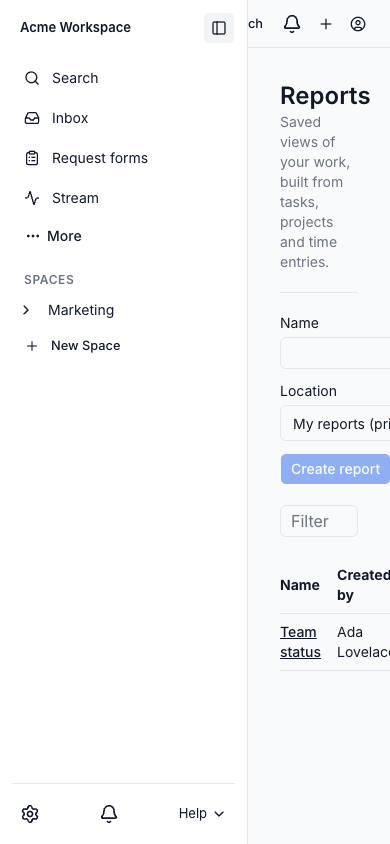 Acme Workspace
Search
Inbox
Request forms
Stream
More
SPACES
Marketing
New Space
Help
ch
Reports
Saved
views of
your work,
built from
tasks,
projects
and time
entries.
Name
Location
My reports (pri
Create report
Filter
Name
Created
by
Team
status
Ada
Lovelac